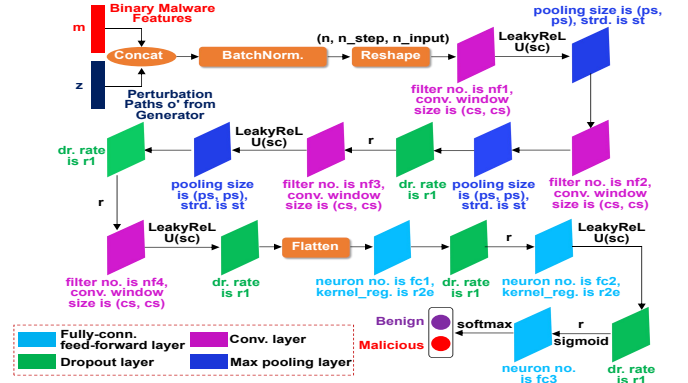 Binary Malware
Features
m
Concat
BatchNorm.
(n, n_step, n_input)
Reshape
LeakyReL
U(sc)
pooling size is (ps,
ps), strd. is st
z
Perturbation
Paths o' from
Generator
filter no. is nf1,
conv. window
size is (cs, cs)
dr. rate
is r1
LeakyReL
U(sc)
r
pooling size
is (ps, ps),
strd. is st
filter no. is nf3,
conv. window
size is (cs, cs)
dr. rate
is r1
pooling size
is (ps, ps),
strd. is st
filter no. is nf2,
conv. window
size is (cs, cs)
r
LeakyReL
U(sc)
Flatten
r
LeakyReL
U(sc)
filter no. is nf4,
conv. window
size is (cs, cs)
dr. rate
is r1
neuron no. is fc1,
kernel_reg. is r2e
dr. rate
is r1
neuron no. is fc2,
kernel_reg. is r2e
Fully-conn.
feed-forward layer
Conv. layer
Dropout layer
Max pooling layer
Benign
Malicious
softmax
r
sigmoid
neuron no.
is fc3
dr. rate
is r1